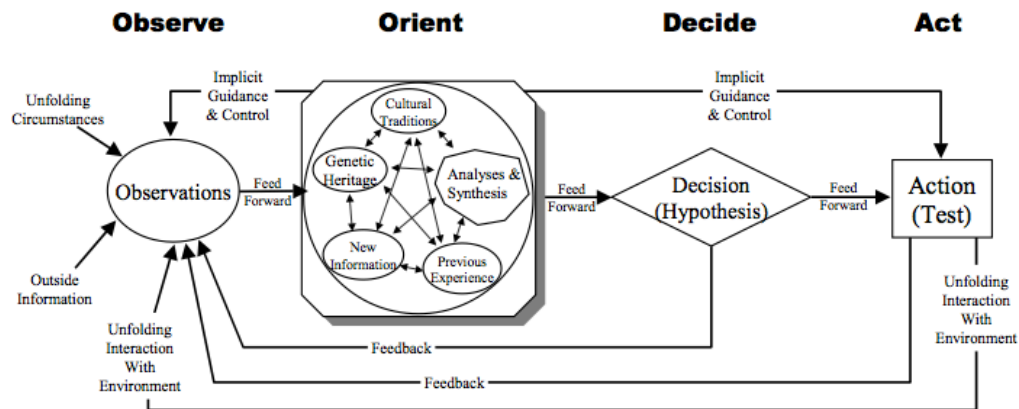 Observe Orient Decide Act
Implicit
Guidance
& Control
Implicit
Guidance
& Control
Unfolding
Circumstances
Cultural
Traditions
Genetic
Heritage
Analyses &
Synthesis
New
Information
Previous
Experience
Observations
Feed
Forward
Feed
Forward
Decision
(Hypothesis)
Feed
Forward
Action
(Test)
Outside
Information
Unfolding
Interaction
With
Environment
Feedback
Feedback
Unfolding
Interaction
With
Environment